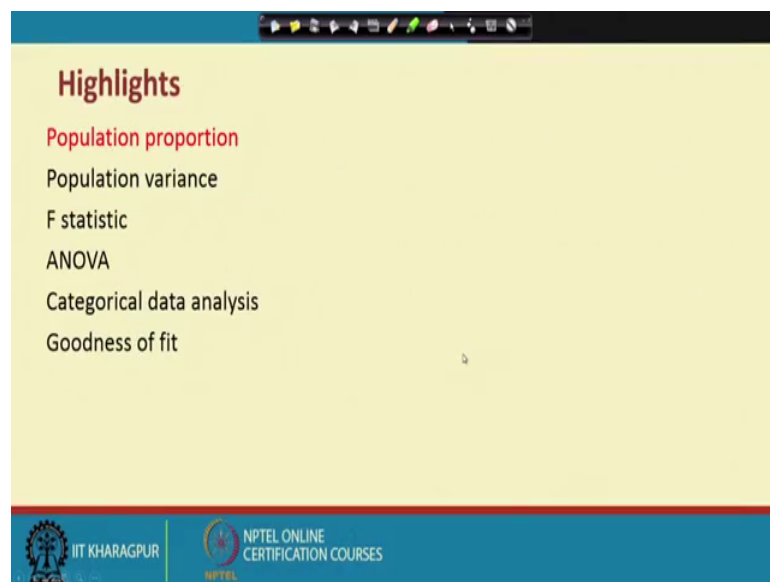 Highlights
Population proportion
Population variance
F statistic
ANOVA
Categorical data analysis
Goodness of fit
IIT KHARAGPUR
NPTEL ONLINE
CERTIFICATION COURSES
NPTEL